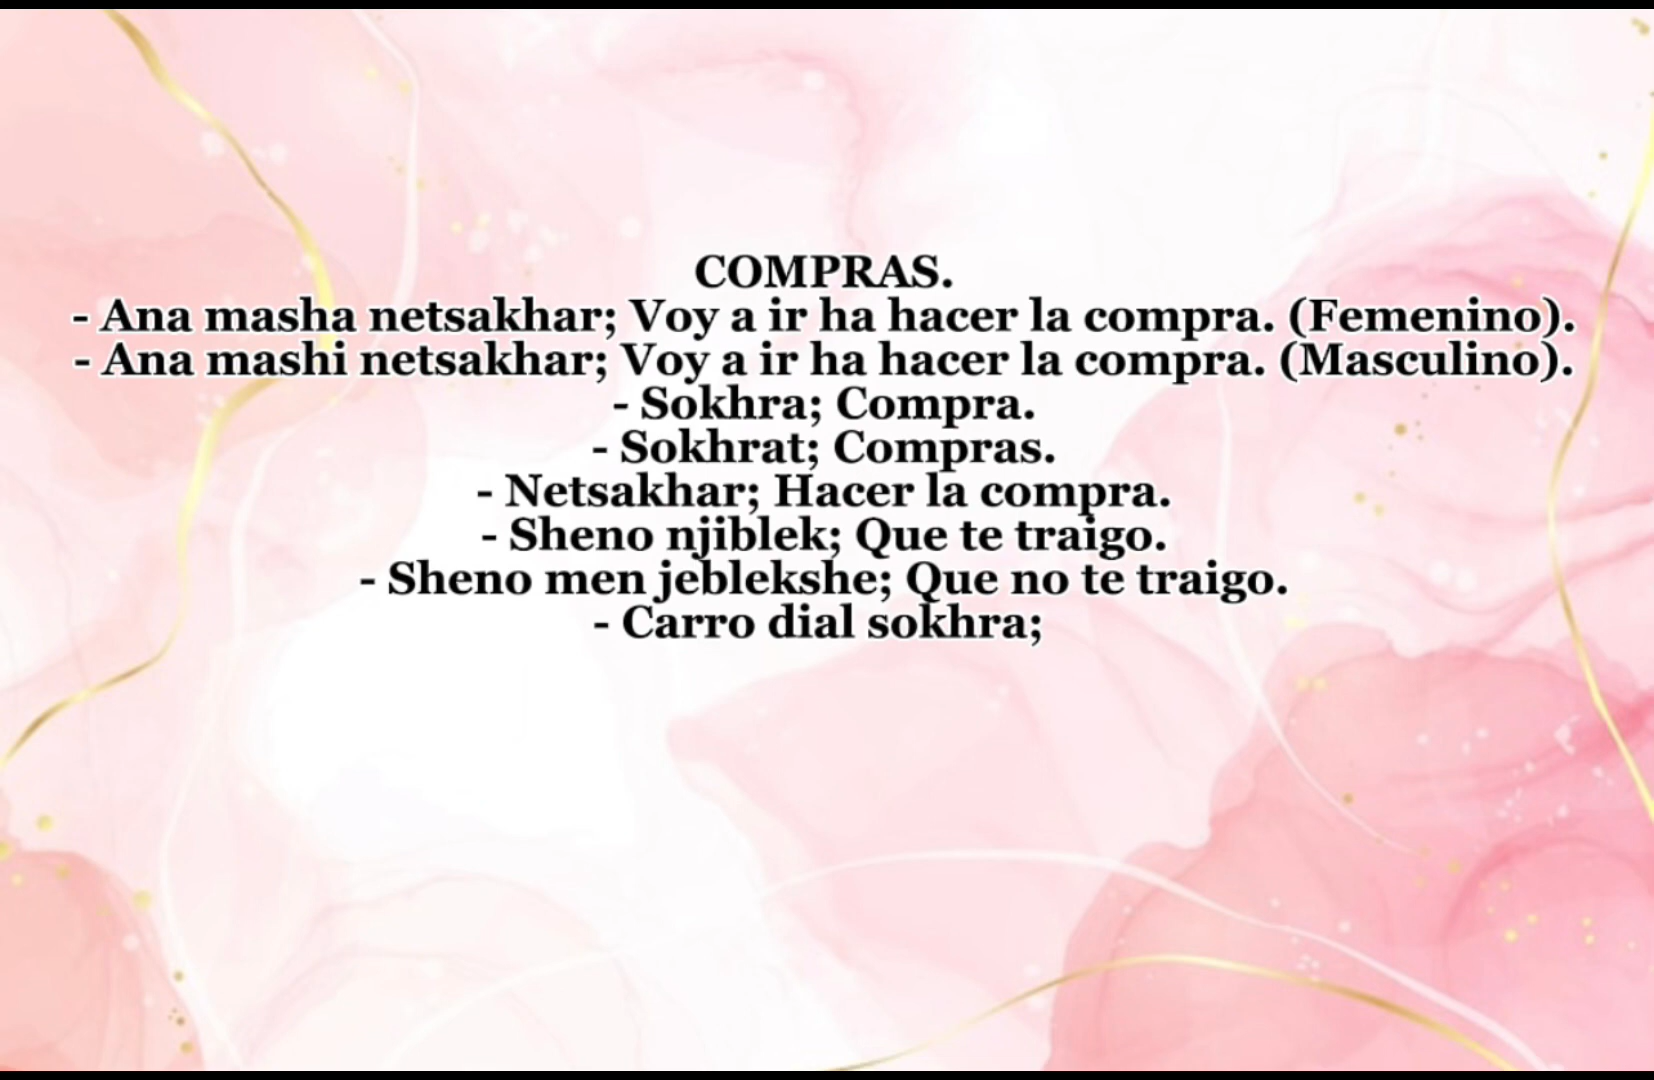 COMPRAS.
- Ana masha netsakhar; Voy a ir ha hacer la compra. (Femenino).
- Ana mashi netsakhar; Voy a ir ha hacer la compra. (Masculino).
- Sokhra; Compra.
- Sokhrat; Compras.
- Netsakhar; Hacer la compra.
- Sheno njiblek; Que te traigo.
- Sheno men jeblekshe; Que no te traigo.
- Carro dial sokhra;